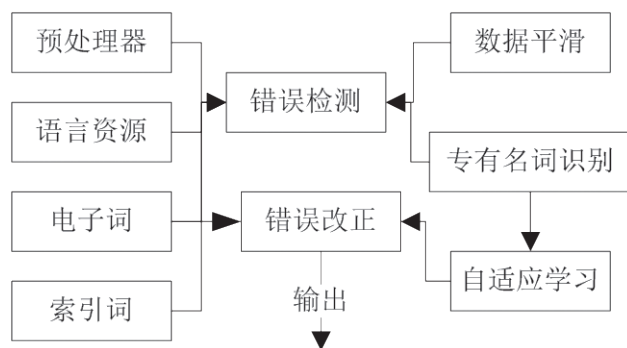 预处理器
数据平滑
错误检测
语言资源
专有名词识别
电子词
错误改正
自适应学习
索引词
输出